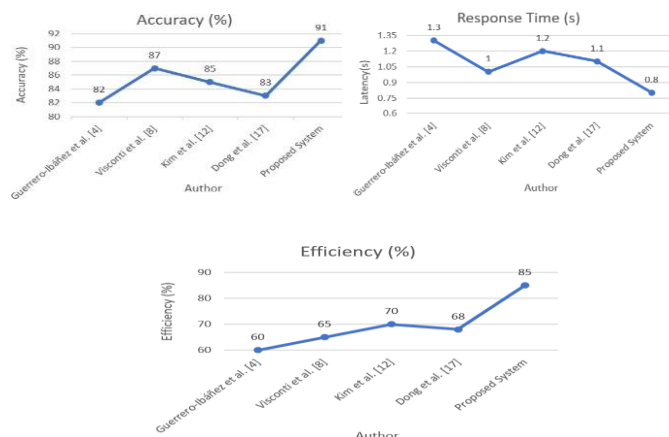 Accuracy (%)
Accuracy (%)
92
90
88
86
84
82
80
82
87
85
83
91
Guerrero-Ibáñez et al. [4]
Visconti et al. [8]
Kim et al. [12]
Dong et al. [17]
Proposed System
Author
Response Time (s)
Latency(s)
1.35
1.2
1.05
0.9
0.75
0.6
1.3
1
1.2
1.1
0.8
Guerrero-Ibáñez et al. [4]
Visconti et al. [8]
Kim et al. [12]
Dong et al. [17]
Proposed System
Author
Efficiency (%)
Efficiency (%)
90
80
70
60
60
65
70
68
85
Guerrero-Ibáñez et al. [4]
Visconti et al. [8]
Kim et al. [12]
Dong et al. [17]
Proposed System
Author